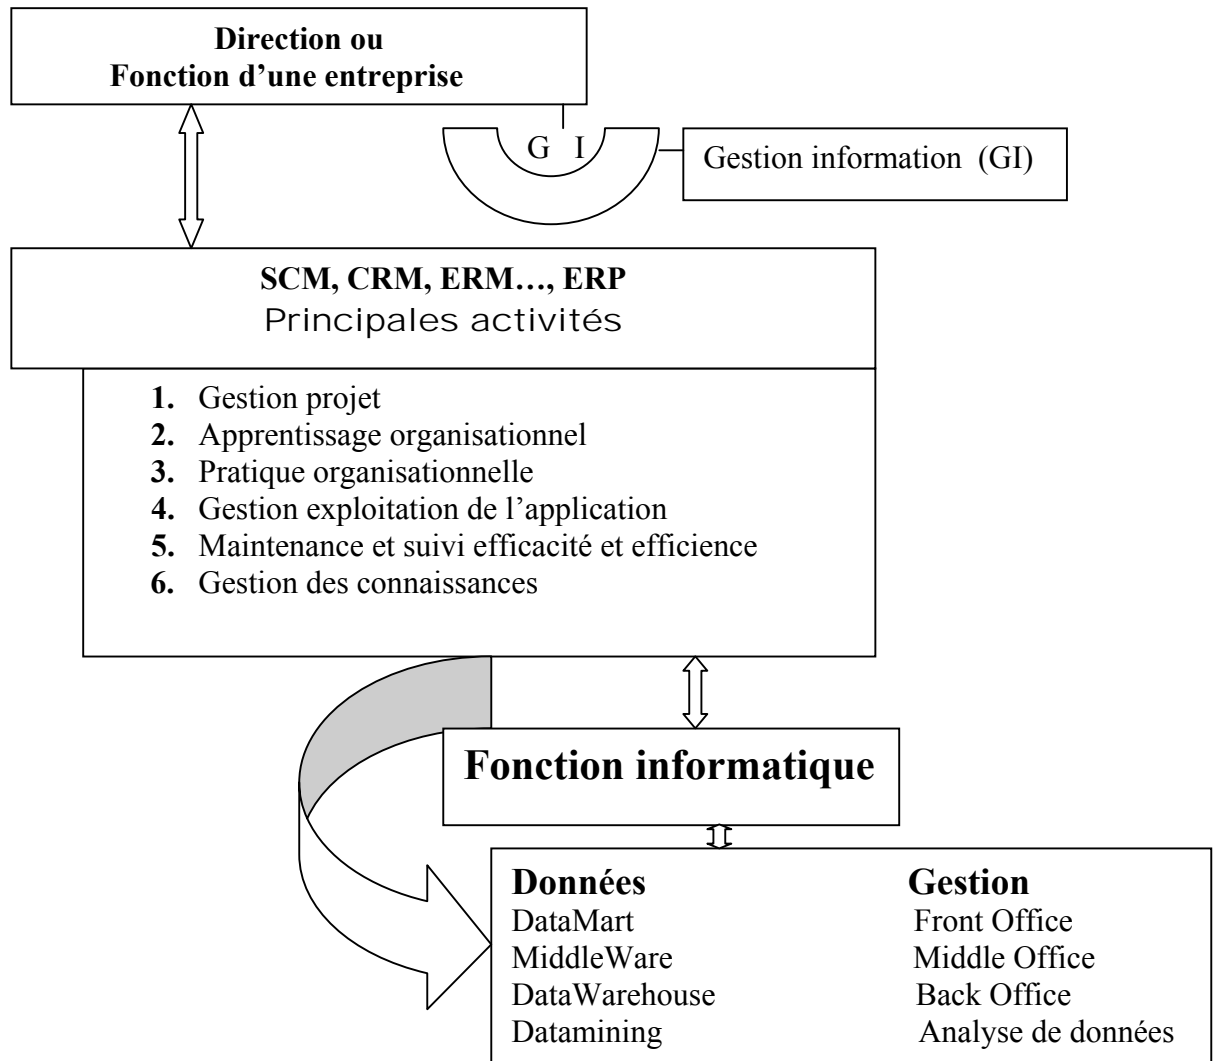 Direction ou
Fonction d’une entreprise
G I
Gestion information (GI)
SCM, CRM, ERM…, ERP
Principales activités
1. Gestion projet
2. Apprentissage organisationnel
3. Pratique organisationnelle
4. Gestion exploitation de l’application
5. Maintenance et suivi efficacité et efficience
6. Gestion des connaissances
Fonction informatique
Données Gestion
DataMart Front Office
MiddleWare Middle Office
DataWarehouse Back Office
Datamining Analyse de données